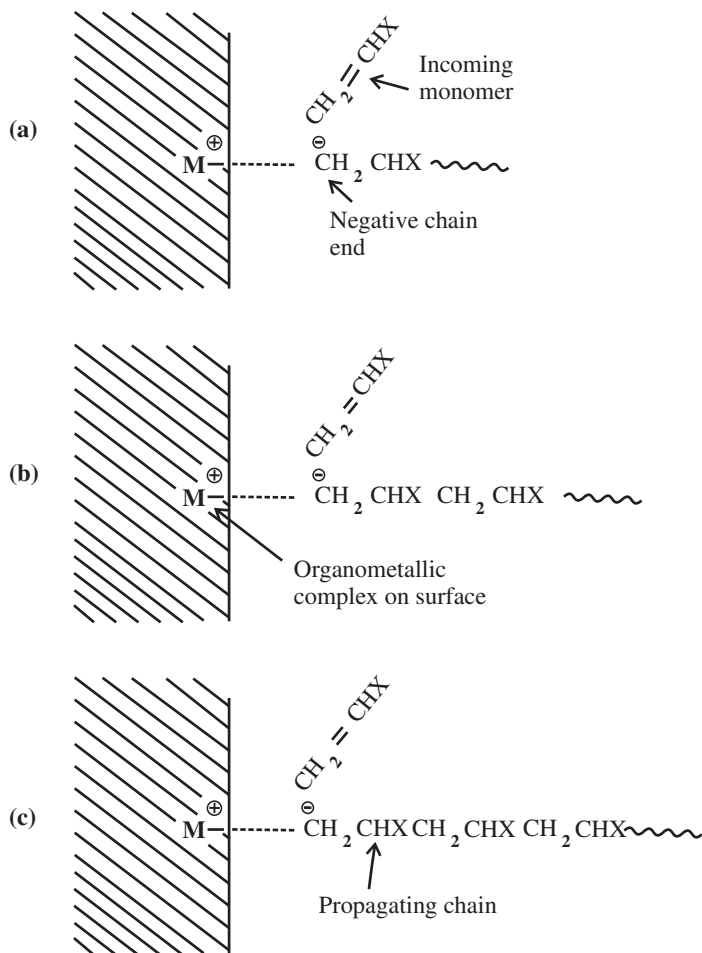 (a)
CH2=CHX
Incoming
monomer
⊕
⊖
M
CH2 CHX
Negative chain
end
(b)
CH2=CHX
⊕
⊖
M
CH2 CHX CH2 CHX
Organometallic
complex on surface
(c)
CH2=CHX
⊕
⊖
M
CH2 CHX CH2 CHX CH2 CHX
Propagating chain